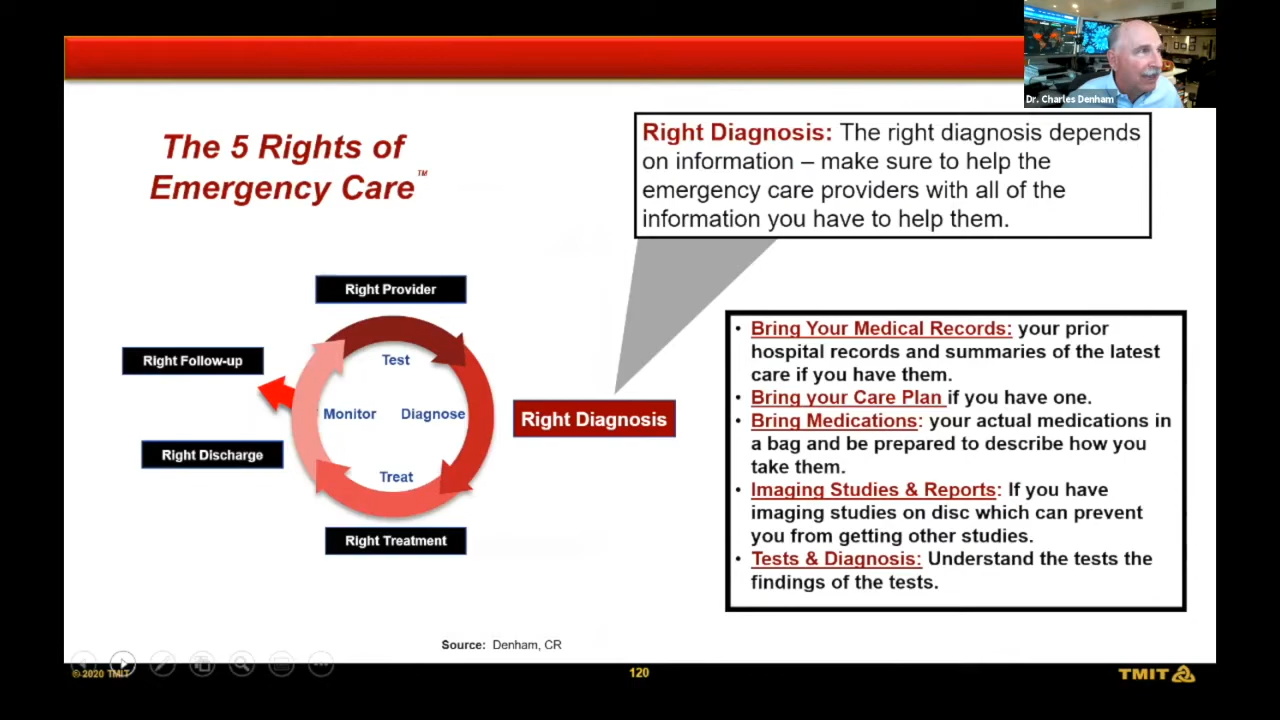 Dr. Charles Denham
The 5 Rights of
Emergency Care™
Right Diagnosis: The right diagnosis depends
on information – make sure to help the
emergency care providers with all of the
information you have to help them.
Right Provider
Right Follow-up
Test
Monitor
Diagnose
Right Diagnosis
Right Discharge
Treat
Right Treatment
• Bring Your Medical Records: your prior
hospital records and summaries of the latest
care if you have them.
• Bring your Care Plan if you have one.
• Bring Medications: your actual medications in
a bag and be prepared to describe how you
take them.
• Imaging Studies & Reports: If you have
imaging studies on disc which can prevent
you from getting other studies.
• Tests & Diagnosis: Understand the tests the
findings of the tests.
Source: Denham, CR
© 2020 TMIT
120
TMIT